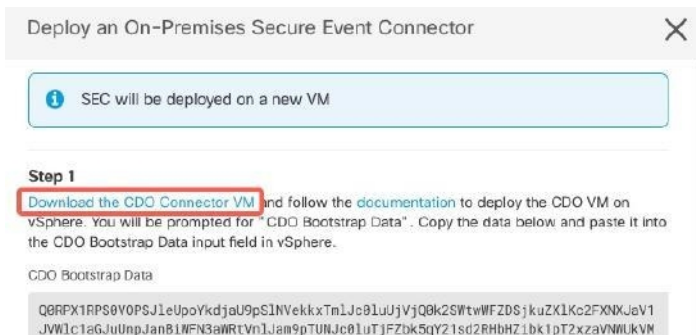 Deploy an On-Premises Secure Event Connector
SEC will be deployed on a new VM
Step 1
Download the CDO Connector VM and follow the documentation to deploy the CDO VM on
vSphere. You will be prompted for "CDO Bootstrap Data". Copy the data below and paste it into
the CDO Bootstrap Data input field in vSphere.
CDO Bootstrap Data